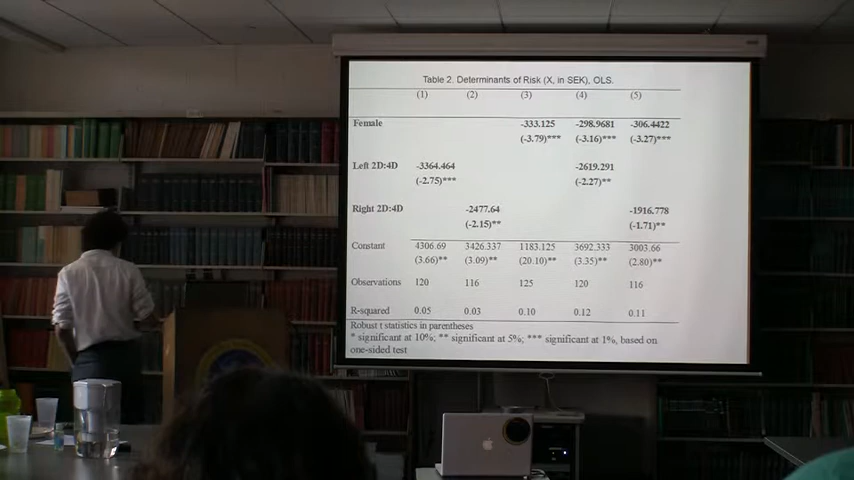 Table 2. Determinants of Risk (X, in SEK), OLS.
(1) (2) (3) (4) (5)
Female -333.125 -298.9681 -306.4422
(-3.79)*** (-3.16)*** (-3.27)***
Left 2D:4D -3364.464 -2619.291
(-2.75)*** (-2.27)**
Right 2D:4D -2477.64 -1916.778
(-2.15)** (-1.71)**
Constant 4306.69 3426.337 1183.125 3692.333 3003.66
(3.66)** (3.09)** (20.10)** (3.35)** (2.80)**
Observations 120 116 125 120 116
R-squared 0.05 0.03 0.10 0.12 0.11
Robust t statistics in parentheses
* significant at 10%; ** significant at 5%; *** significant at 1%, based on
one-sided test